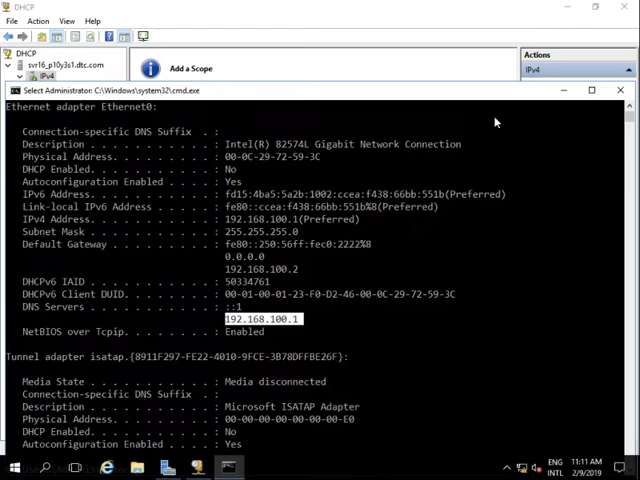 DHCP
File Action View Help
DHCP
svr16_p10y3s1.dtc.com
IPv4
Add a Scope
Actions
IPv4
Select Administrator: C:\Windows\system32\cmd.exe
Ethernet adapter Ethernet0:
Connection-specific DNS Suffix . :
Description . . . . . . . . . . . : Intel(R) 82574L Gigabit Network Connection
Physical Address. . . . . . . . . : 00-0C-29-72-59-3C
DHCP Enabled. . . . . . . . . . . : No
Autoconfiguration Enabled . . . . : Yes
IPv6 Address. . . . . . . . . . . : fd15:4ba5:5a2b:1002:ccea:f438:66bb:551b(Preferred)
Link-local IPv6 Address . . . . . : fe80::ccea:f438:66bb:551b%8(Preferred)
IPv4 Address. . . . . . . . . . . : 192.168.100.1(Preferred)
Subnet Mask . . . . . . . . . . . : 255.255.255.0
Default Gateway . . . . . . . . . : fe80::250:56ff:fec0:2222%8
0.0.0.0
192.168.100.2
DHCPv6 IAID . . . . . . . . . . . : 50334761
DHCPv6 Client DUID. . . . . . . . : 00-01-00-01-23-F0-D2-46-00-0C-29-72-59-3C
DNS Servers . . . . . . . . . . . : ::1
192.168.100.1
NetBIOS over Tcpip. . . . . . . . : Enabled
Tunnel adapter isatap.{8911F297-FE22-4010-9FCE-3B78DFFBE26F}:
Media State . . . . . . . . . . . : Media disconnected
Connection-specific DNS Suffix . :
Description . . . . . . . . . . . : Microsoft ISATAP Adapter
Physical Address. . . . . . . . . : 00-00-00-00-00-00-00-E0
DHCP Enabled. . . . . . . . . . . : No
Autoconfiguration Enabled . . . . : Yes
ENG
INTL
11:11 AM
2/9/2019